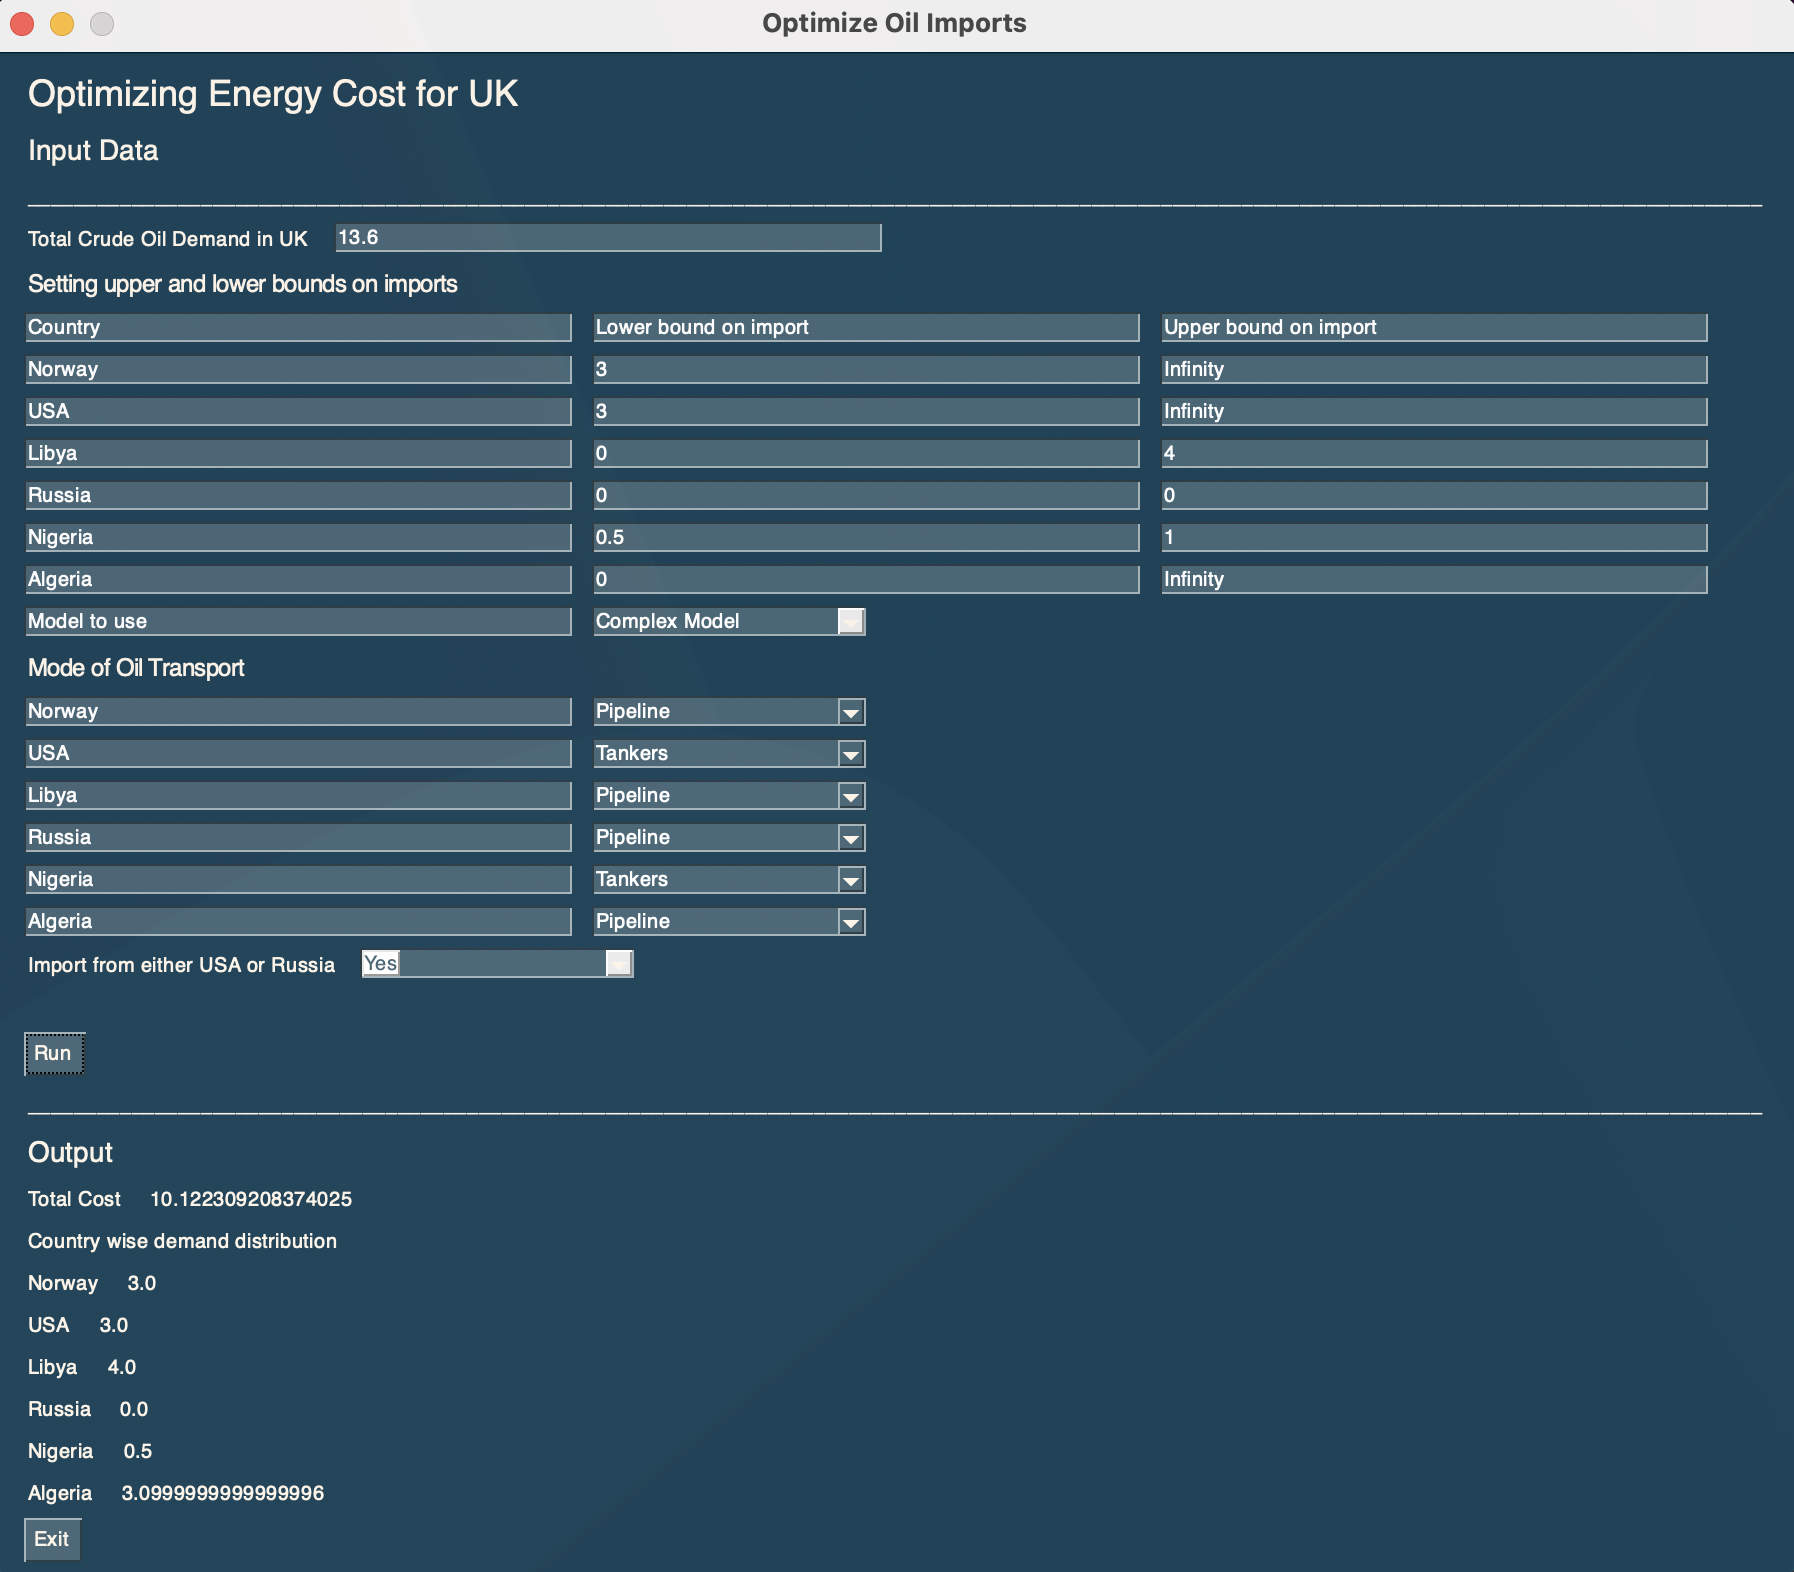 Optimize Oil Imports
Optimizing Energy Cost for UK
Input Data
Total Crude Oil Demand in UK 13.6
Setting upper and lower bounds on imports
Country Lower bound on import Upper bound on import
Norway 3 Infinity
USA 3 Infinity
Libya 0 4
Russia 0 0
Nigeria 0.5 1
Algeria 0 Infinity
Model to use Complex Model
Mode of Oil Transport
Norway Pipeline
USA Tankers
Libya Pipeline
Russia Pipeline
Nigeria Tankers
Algeria Pipeline
Import from either USA or Russia Yes
Run
Output
Total Cost 10.122309208374025
Country wise demand distribution
Norway 3.0
USA 3.0
Libya 4.0
Russia 0.0
Nigeria 0.5
Algeria 3.0999999999999996
Exit